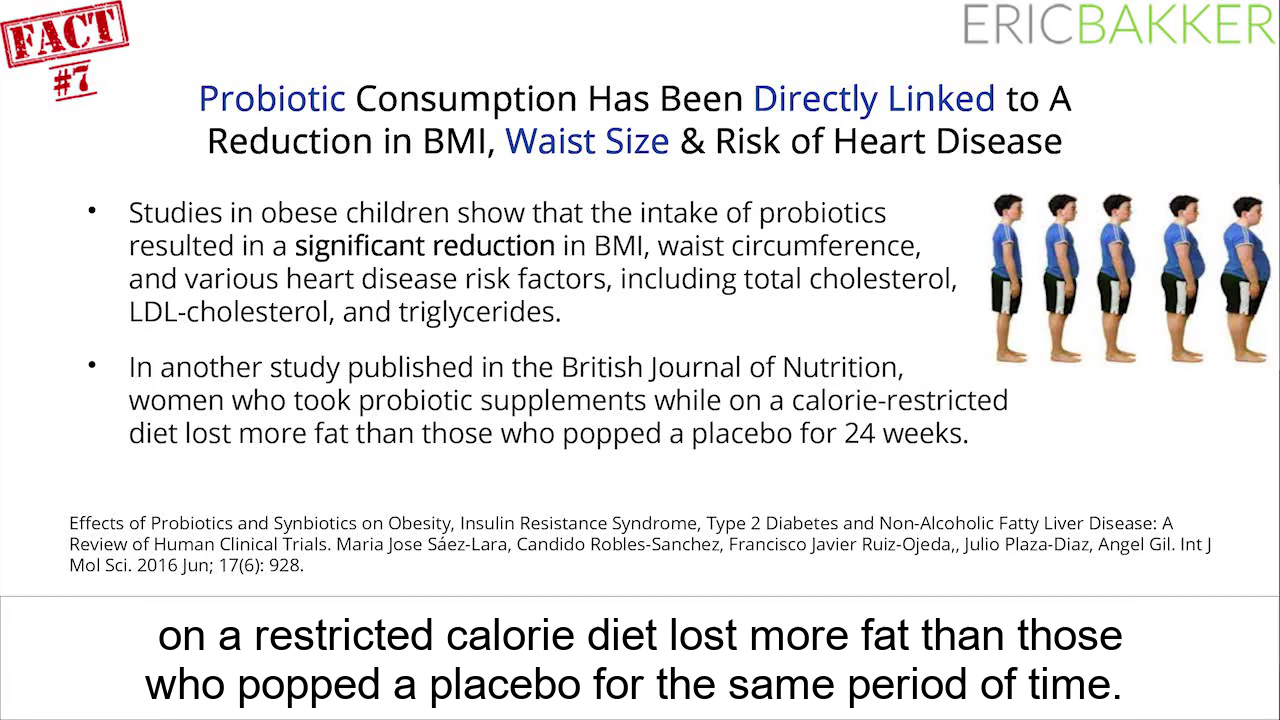 FACT
#7
ERICBAKKER
Probiotic Consumption Has Been Directly Linked to A
Reduction in BMI, Waist Size & Risk of Heart Disease
• Studies in obese children show that the intake of probiotics
resulted in a significant reduction in BMI, waist circumference,
and various heart disease risk factors, including total cholesterol,
LDL-cholesterol, and triglycerides.
• In another study published in the British Journal of Nutrition,
women who took probiotic supplements while on a calorie-restricted
diet lost more fat than those who popped a placebo for 24 weeks.
Effects of Probiotics and Synbiotics on Obesity, Insulin Resistance Syndrome, Type 2 Diabetes and Non-Alcoholic Fatty Liver Disease: A
Review of Human Clinical Trials. Maria Jose Sáez-Lara, Candido Robles-Sanchez, Francisco Javier Ruiz-Ojeda,, Julio Plaza-Diaz, Angel Gil. Int J
Mol Sci. 2016 Jun; 17(6): 928.
on a restricted calorie diet lost more fat than those
who popped a placebo for the same period of time.